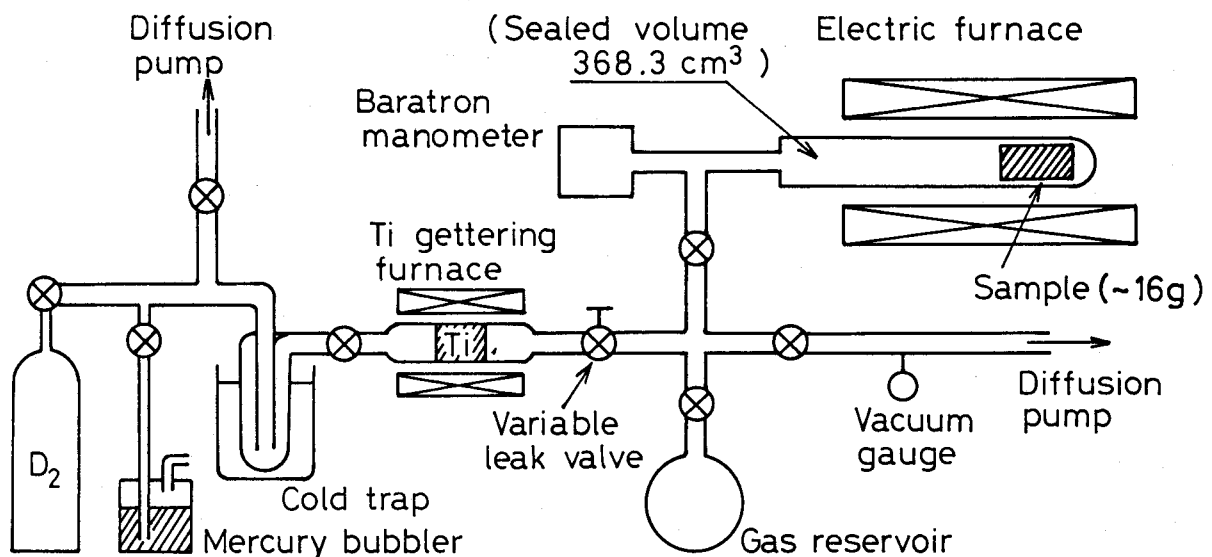 Diffusion
pump
(Sealed volume
368.3 cm³ )
Electric furnace
Baratron
manometer
Ti gettering
furnace
Sample (~16g)
Ti
D₂
Variable
leak valve
Vacuum
gauge
Diffusion
pump
Cold trap
Mercury bubbler
Gas reservoir